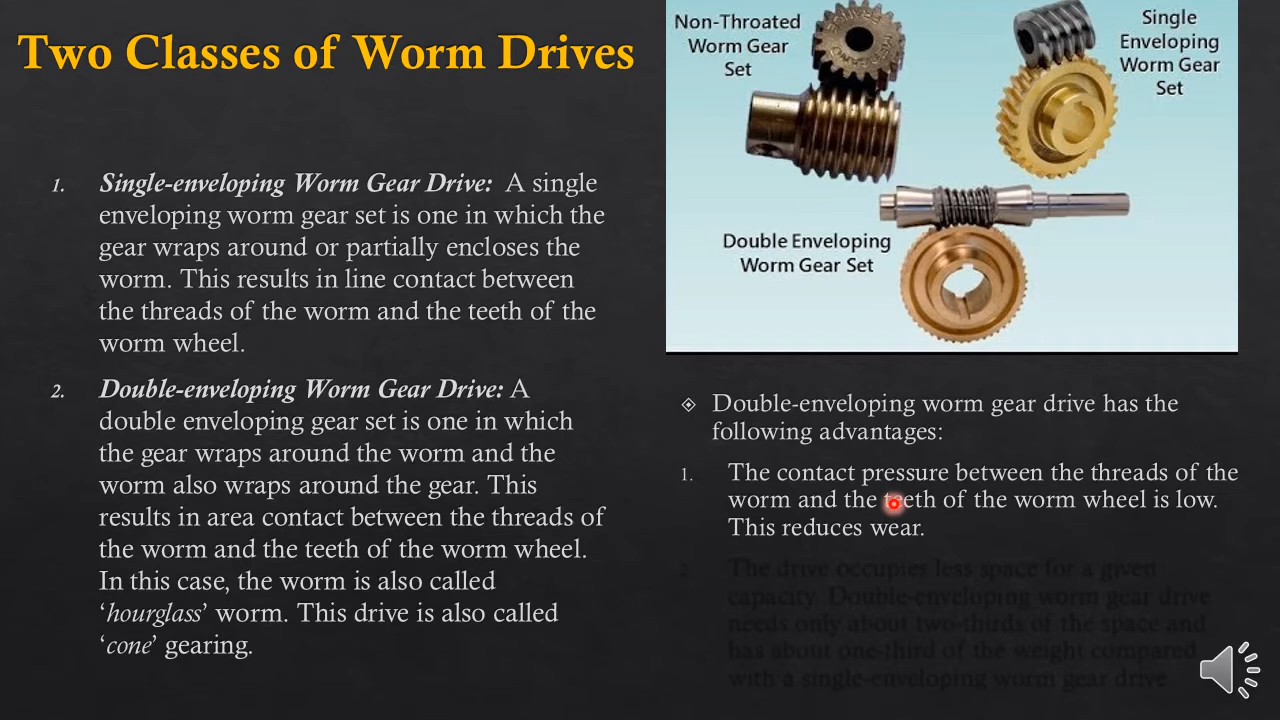 Two Classes of Worm Drives
1. Single-enveloping Worm Gear Drive: A single
enveloping worm gear set is one in which the
gear wraps around or partially encloses the
worm. This results in line contact between
the threads of the worm and the teeth of the
worm wheel.
2. Double-enveloping Worm Gear Drive: A
double enveloping gear set is one in which
the gear wraps around the worm and the
worm also wraps around the gear. This
results in area contact between the threads of
the worm and the teeth of the worm wheel.
In this case, the worm is also called
‘hourglass’ worm. This drive is also called
‘cone’ gearing.
Non-Throated
Worm Gear
Set
Single
Enveloping
Worm Gear
Set
Double Enveloping
Worm Gear Set
Double-enveloping worm gear drive has the
following advantages:
1. The contact pressure between the threads of the
worm and the teeth of the worm wheel is low.
This reduces wear.
2. The drive occupies less space for a given
capacity. Double-enveloping worm gear drive
needs only about two-thirds of the space and
has about one-third of the weight compared
with a single-enveloping worm gear drive